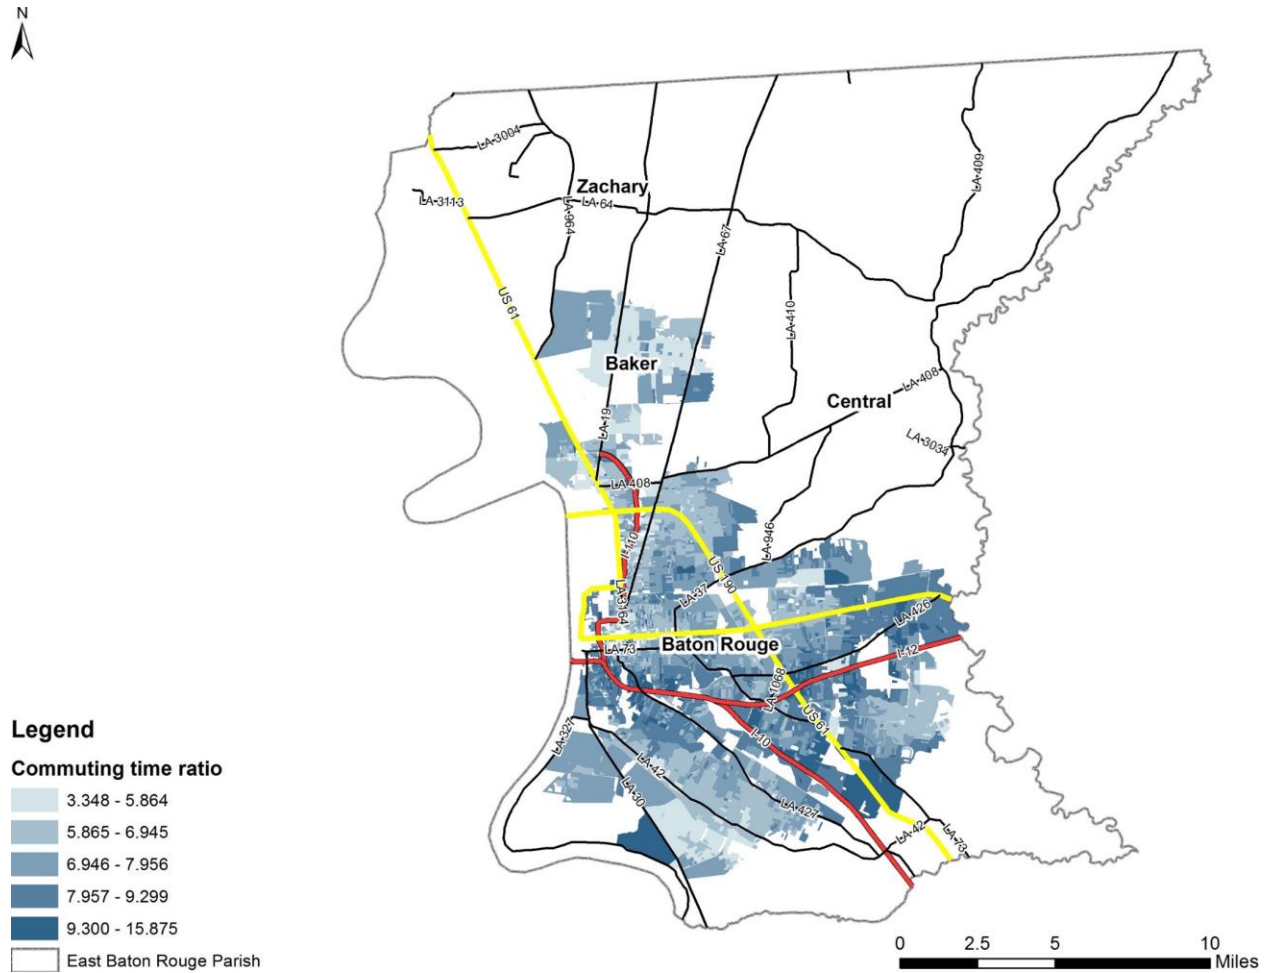 N
LA-3004
Zachary
LA-409
LA-3113
LA-64
LA-964
LA-67
US 61
LA-410
Baker
LA-408
Central
LA-19
LA-3034
LA-408
I-110
LA-946
US 190
LA-3164
LA-37
LA-426
LA 73
Baton Rouge
I-12
LA-1068
LA-327
US 61
I-10
LA-42
LA-30
LA-427
LA-42
LA-73
Legend
Commuting time ratio
3.348 - 5.864
5.865 - 6.945
6.946 - 7.956
7.957 - 9.299
9.300 - 15.875
East Baton Rouge Parish
0 2.5 5 10
Miles